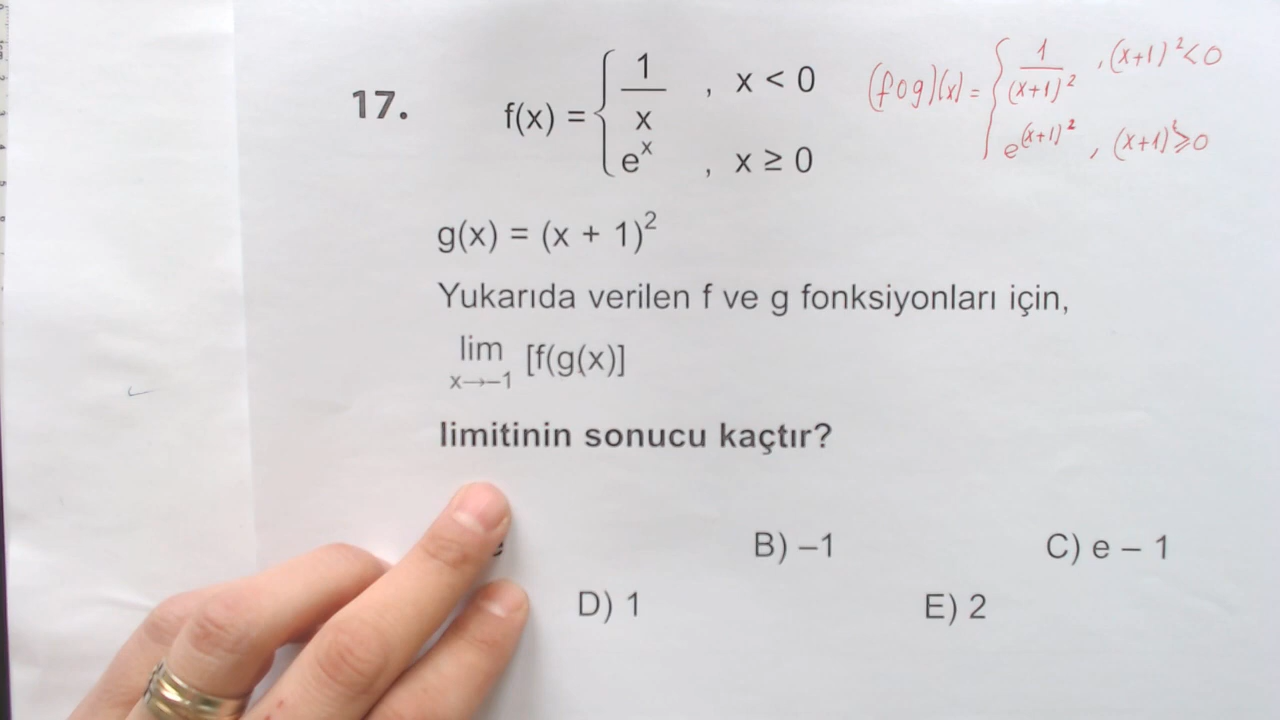 17.
f(x) = { 1/x , x < 0
e^x , x ≥ 0
(fog)(x) = { 1/(x+1)² , (x+1)² < 0
e^(x+1)² , (x+1)² ≥ 0
g(x) = (x + 1)²
Yukarıda verilen f ve g fonksiyonları için,
lim x→–1 [f(g(x)]
limitinin sonucu kaçtır?
B) –1 C) e – 1
D) 1 E) 2